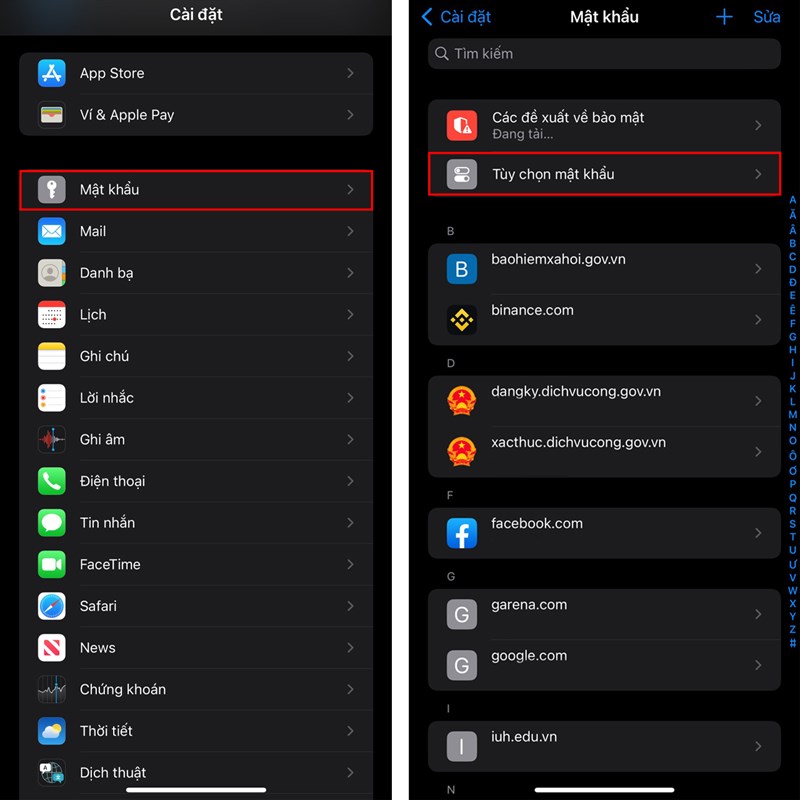 Cài đặt
App Store
Ví & Apple Pay
Mật khẩu
Mail
Danh bạ
Lịch
Ghi chú
Lời nhắc
Ghi âm
Điện thoại
Tin nhắn
FaceTime
Safari
News
Chứng khoán
Thời tiết
Dịch thuật
Cài đặt
Mật khẩu
Sửa
Tìm kiếm
Các đề xuất về bảo mật
Đang tải...
Tùy chọn mật khẩu
B
B
baohiemxahoi.gov.vn
binance.com
D
dangky.dichvucong.gov.vn
xacthuc.dichvucong.gov.vn
F
facebook.com
G
G
garena.com
G
google.com
I
I
iuh.edu.vn
N
A
Ă
Â
B
C
D
Đ
E
Ê
F
G
H
I
J
K
L
M
N
O
Ô
Ơ
P
Q
R
S
T
U
Ư
V
W
X
Y
Z
#